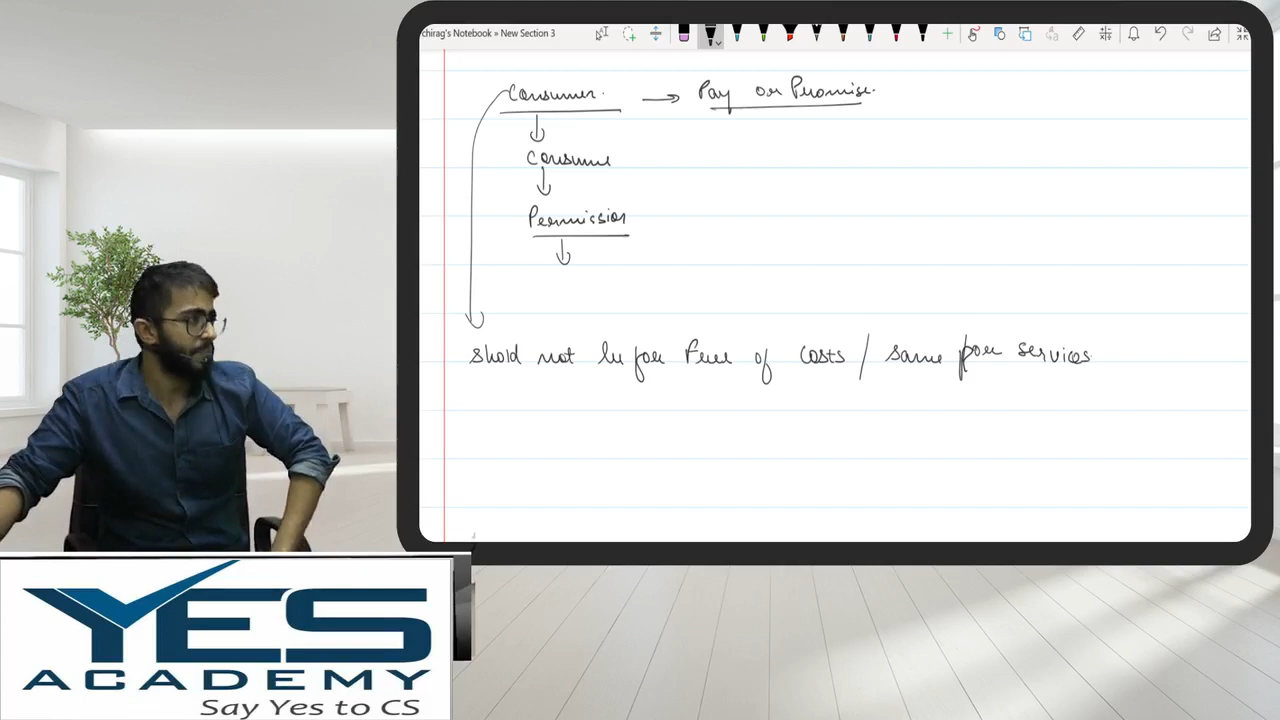 chirag's Notebook » New Section 3
Consumer. → Pay or Promise.
Consume
Permission
shold not be for Free of costs / same for services
YES
ACADEMY
Say Yes to CS